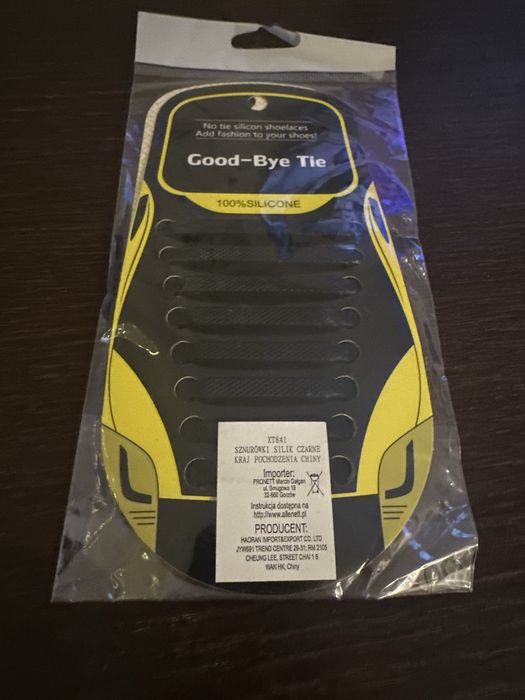 No tie silicon shoelaces
Add fashion to your shoes!
Good-Bye Tie
100%SILICONE
XT641
SZNURÓWKI SILIK CZARNE
KRAJ POCHODZENIA CHINY
Importer:
PRONETT Marcin Gałgan
ul. Smugowa 18
32-660 Gorzów
Instrukcja dostępna na
http://www.allenett.pl
PRODUCENT:
HAORAN IMPORT&EXPORT CO. LTD
JYW691 TREND CENTRE 29-31, RM 2105
CHEUNG LEE, STREET CHAI 1 S
WAN HK, Chiny